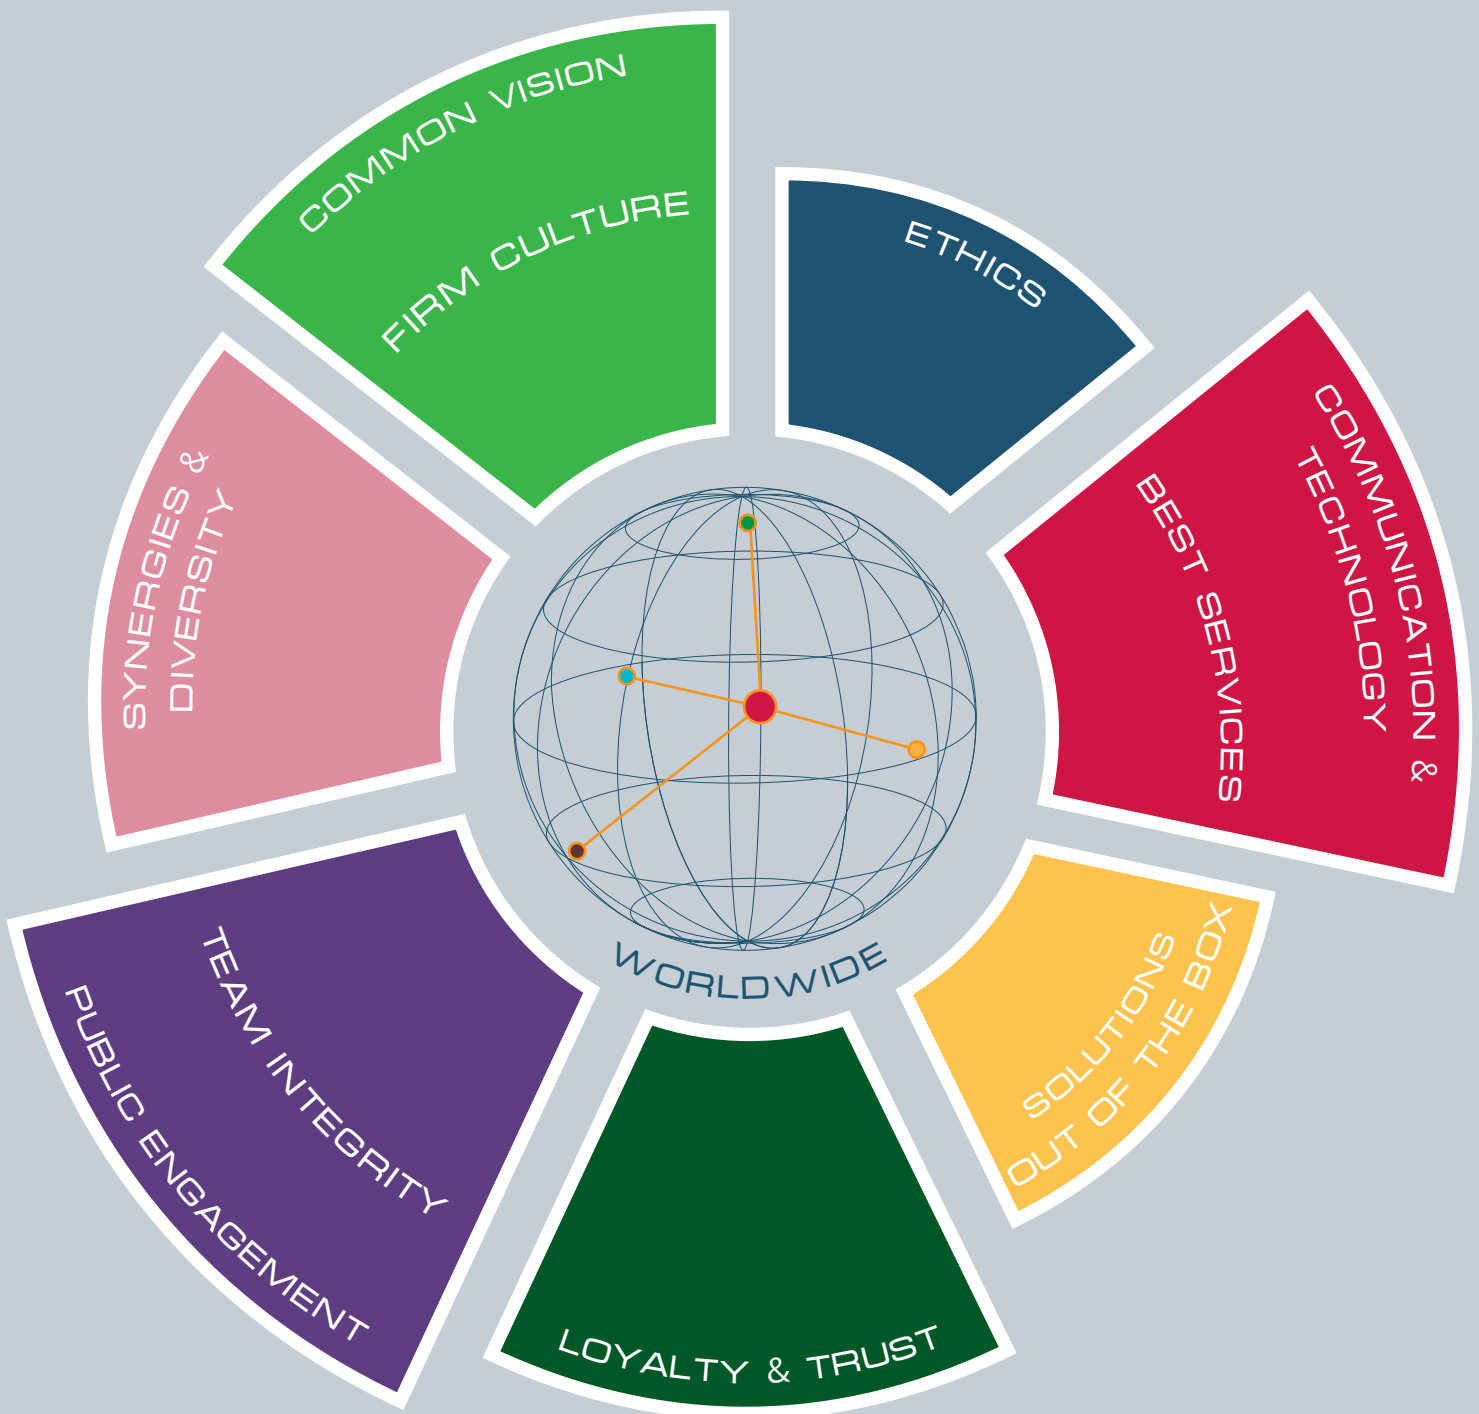 COMMON VISION
FIRM CULTURE
ETHICS
COMMUNICATION &
TECHNOLOGY
BEST SERVICES
SOLUTIONS
OUT OF THE BOX
LOYALTY & TRUST
TEAM INTEGRITY
PUBLIC ENGAGEMENT
SYNERGIES &
DIVERSITY
WORLDWIDE